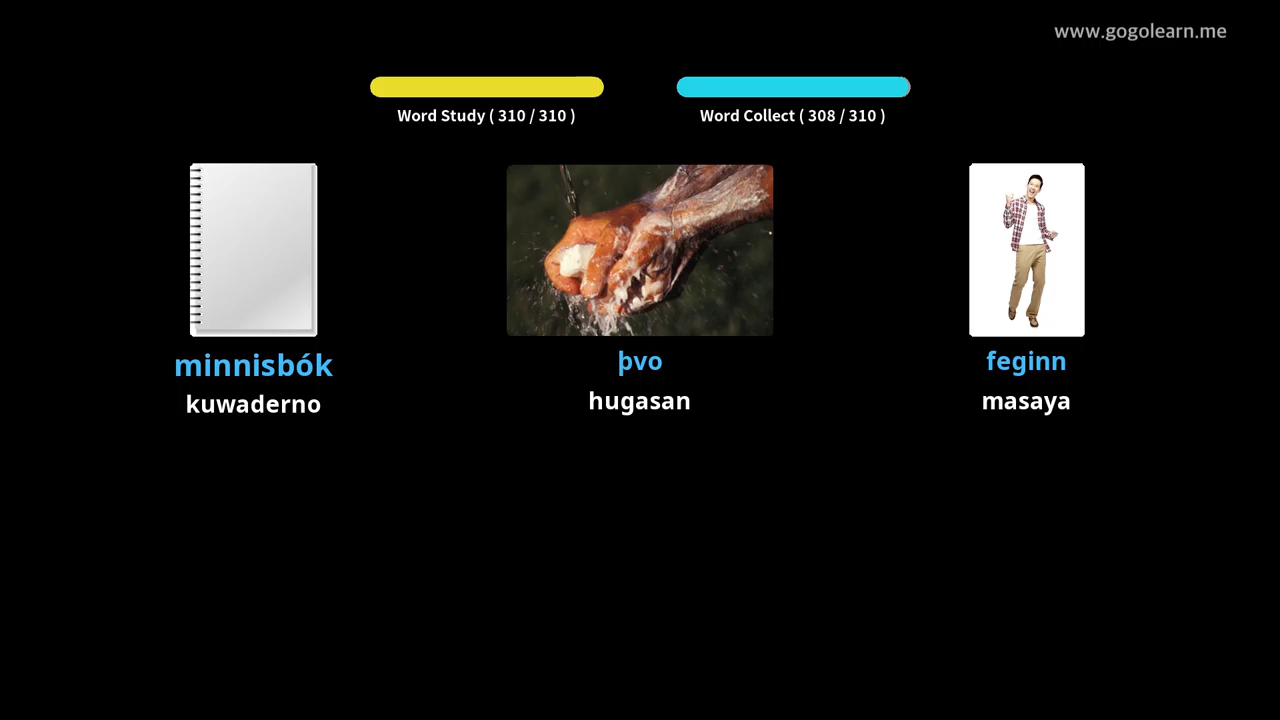 www.gogolearn.me
Word Study ( 310 / 310 )
Word Collect ( 308 / 310 )
minnisbók
kuwaderno
þvo
hugasan
feginn
masaya